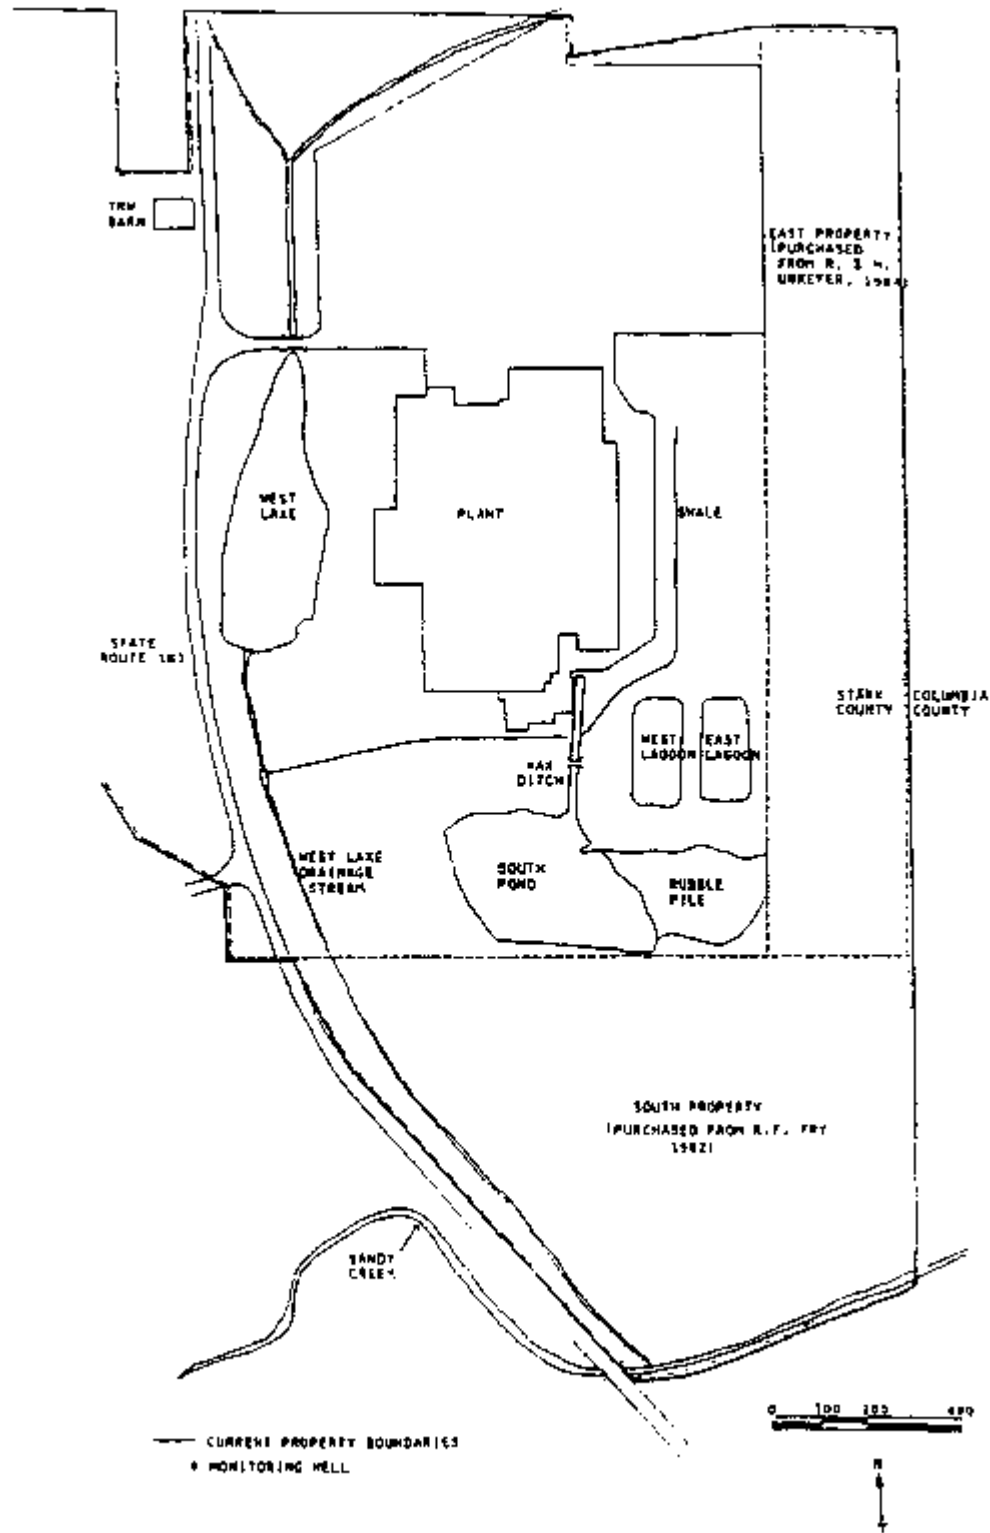 TRW
BARN
EAST PROPERTY
(PURCHASED
FROM R. & H.
UNKEFER, 1984)
WEST
LAKE
PLANT
SWALE
STATE
ROUTE 183
STARK
COUNTY
COLUMBIA
COUNTY
WEST
LAGOON
EAST
LAGOON
WAX
DITCH
WEST LAKE
DRAINAGE
STREAM
SOUTH
POND
RUBBLE
PILE
SOUTH PROPERTY
(PURCHASED FROM R.F. FRY
1982)
SANDY
CREEK
0 100 200 400
CURRENT PROPERTY BOUNDARIES
MONITORING WELL
N